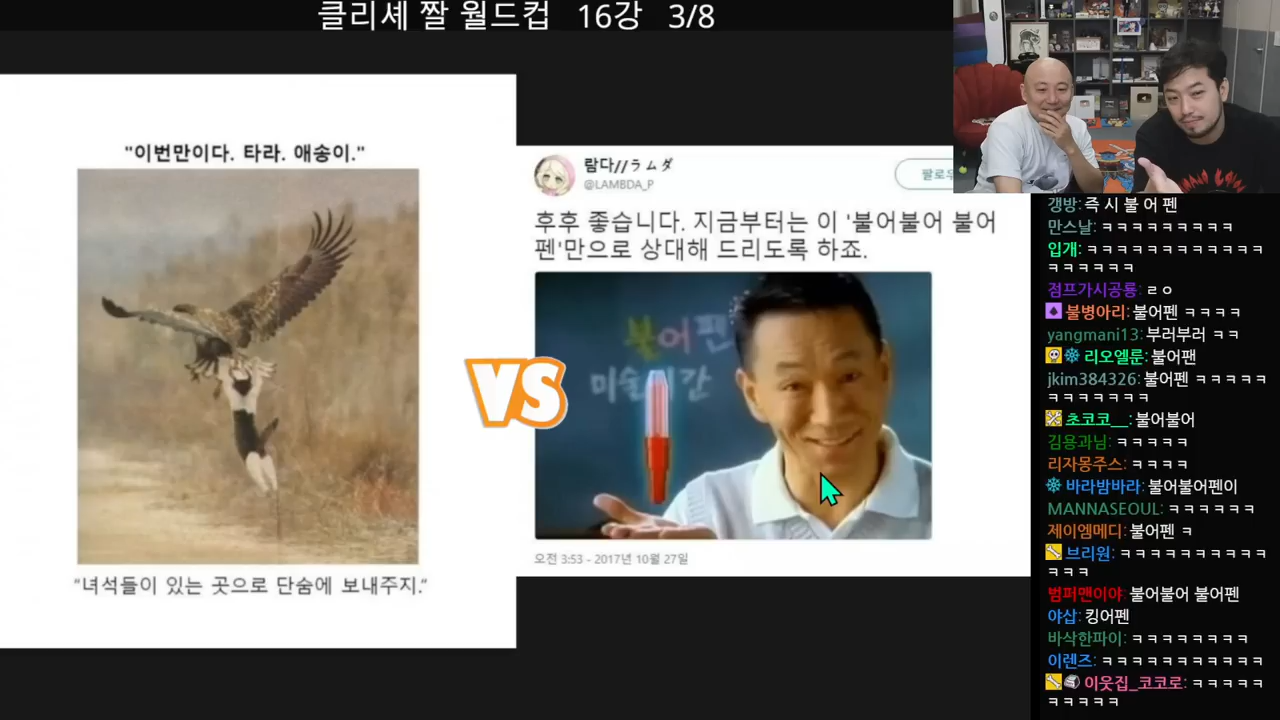 클리셰 짤 월드컵 16강 3/8
"이번만이다. 타라. 애송이."
"녀석들이 있는 곳으로 단숨에 보내주지."
VS
람다//ラムダ
@LAMBDA_P
팔로우
후후 좋습니다. 지금부터는 이 '불어불어 불어
펜'만으로 상대해 드리도록 하죠.
불어펜
미술시간
오전 3:53 - 2017년 10월 27일
갱방: 즉 시 불 어 펜
만스날: ㅋㅋㅋㅋㅋㅋㅋㅋㅋ
입개: ㅋㅋㅋㅋㅋㅋㅋㅋㅋㅋㅋㅋ
ㅋㅋㅋㅋㅋㅋ
점프가시공룡: ㄹㅇ
불병아리: 불어펜 ㅋㅋㅋㅋ
yangmani13: 부러부러 ㅋㅋ
리오엘룬: 불어팬
jkim384326: 불어펜 ㅋㅋㅋㅋㅋ
ㅋㅋㅋㅋㅋㅋㅋ
초코코__: 불어불어
김용과님: ㅋㅋㅋㅋㅋ
리자몽주스: ㅋㅋㅋㅋ
바라밤바라: 불어불어펜이
MANNASEOUL: ㅋㅋㅋㅋㅋㅋ
제이엠메디: 불어펜 ㅋ
브리원: ㅋㅋㅋㅋㅋㅋㅋㅋㅋㅋ
ㅋㅋㅋ
범퍼맨이야: 불어불어 불어펜
야삽: 킹어펜
바삭한파이: ㅋㅋㅋㅋㅋㅋㅋㅋ
이렌즈: ㅋㅋㅋㅋㅋㅋㅋㅋㅋㅋㅋ
이웃집_코코로: ㅋㅋㅋㅋㅋ
ㅋㅋㅋㅋㅋ